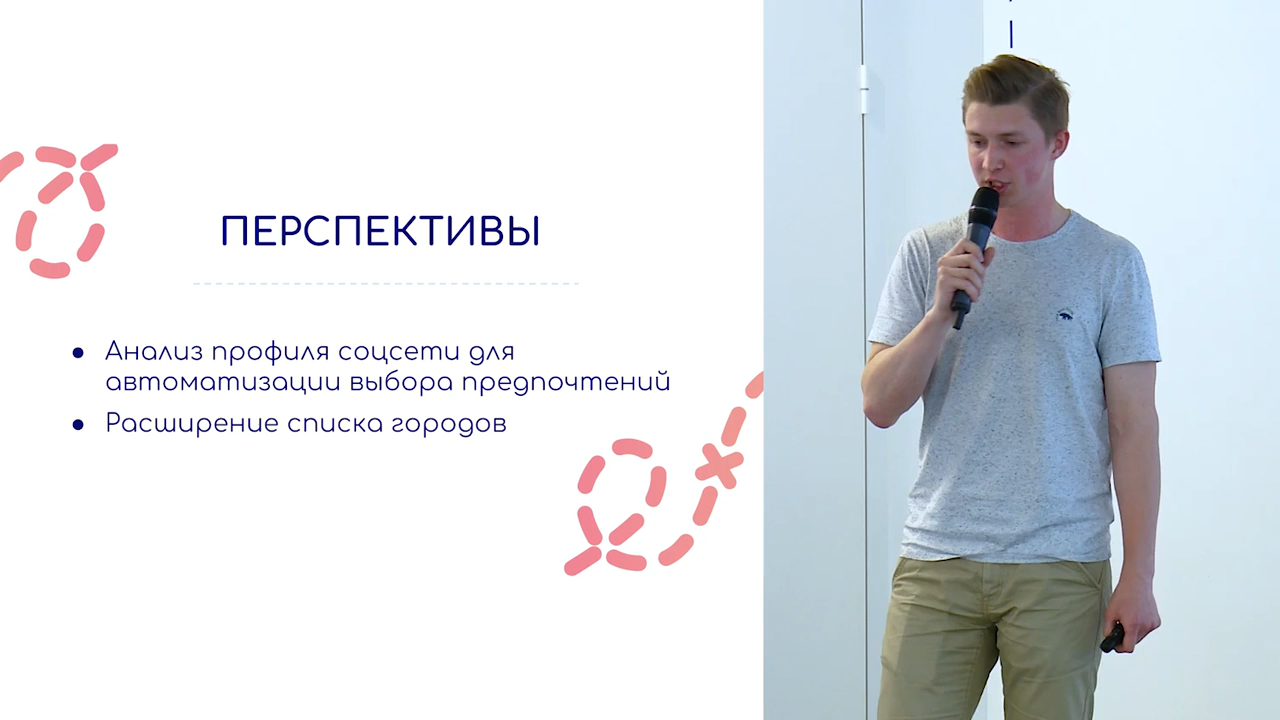 ПЕРСПЕКТИВЫ
● Анализ профиля соцсети для
автоматизации выбора предпочтений
● Расширение списка городов